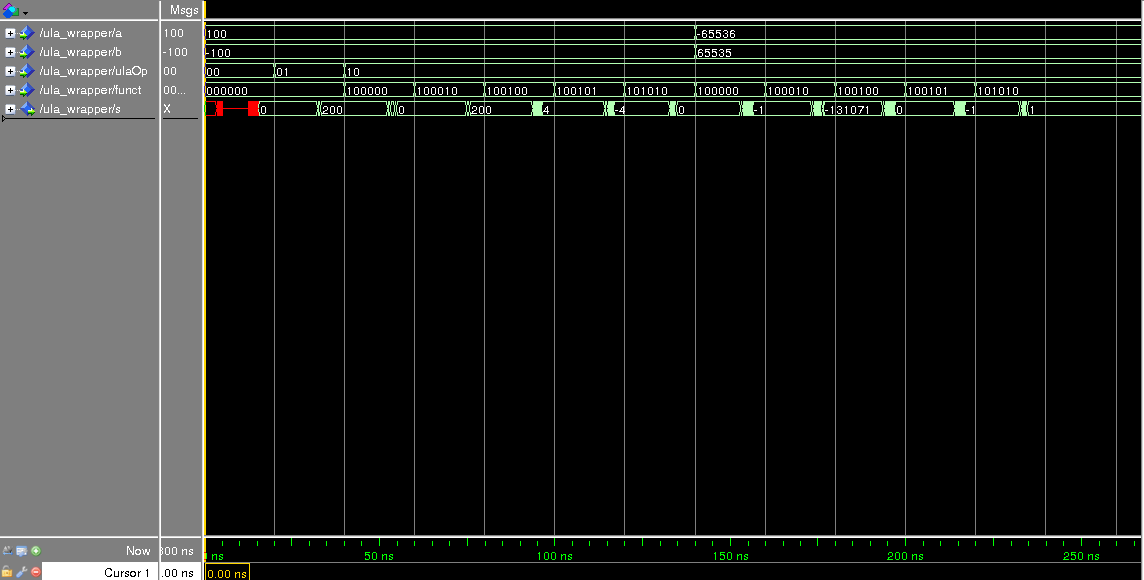 Msgs
/ula_wrapper/a 100 100 -65536
/ula_wrapper/b -100 -100 65535
/ula_wrapper/ulaOp 00 00 01 10
/ula_wrapper/funct 00... 000000 100000 100010 100100 100101 101010 100000 100010 100100 100101 101010
/ula_wrapper/s X 0 200 0 200 4 -4 0 -1 -131071 0 -1 1
Now 300 ns ns 50 ns 100 ns 150 ns 200 ns 250 ns
Cursor 1 .00 ns 0.00 ns